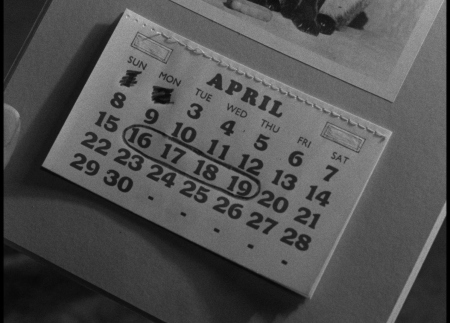 APRIL
SUN MON TUE WED THU FRI SAT
3 4 5 6 7
8 9 10 11 12 13 14
15 16 17 18 19 20 21
22 23 24 25 26 27 28
29 30 - - - - -